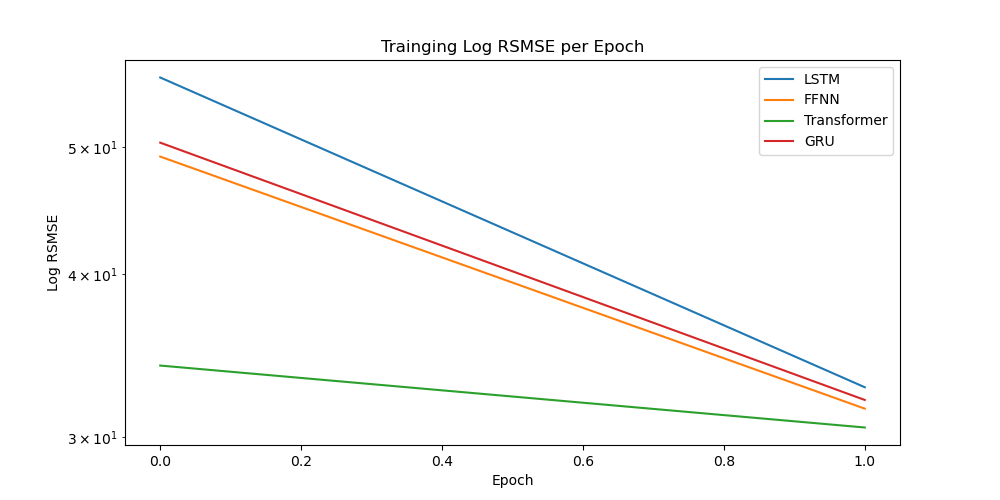 Trainging Log RSMSE per Epoch
LSTM
FFNN
Transformer
GRU
Log RSMSE
5 × 10¹
4 × 10¹
3 × 10¹
0.0 0.2 0.4 0.6 0.8 1.0
Epoch